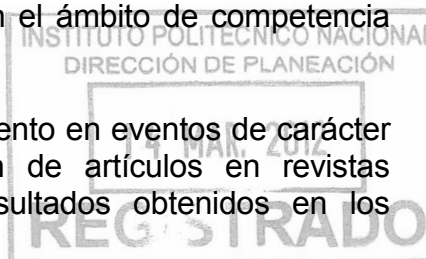 n el ámbito de competencia
INSTITUTO POLITÉCNICO NACIONAL
DIRECCIÓN DE PLANEACIÓN
ento en eventos de carácter
14 MAR. 2012
n de artículos en revistas
sultados obtenidos en los
REGISTRADO